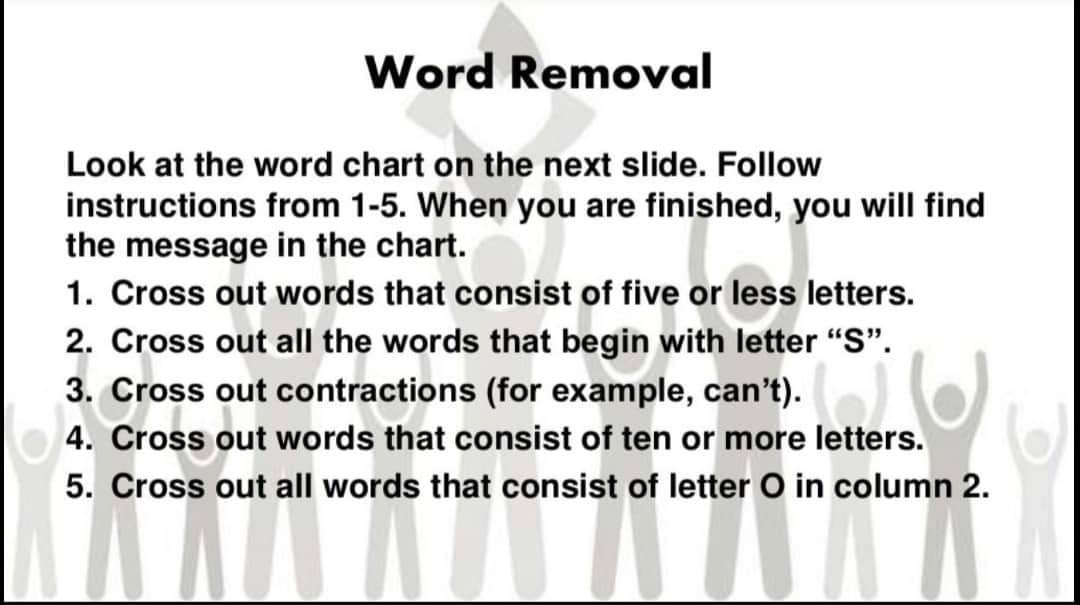 Word Removal
Look at the word chart on the next slide. Follow
instructions from 1-5. When you are finished, you will find
the message in the chart.
1. Cross out words that consist of five or less letters.
2. Cross out all the words that begin with letter “S”.
3. Cross out contractions (for example, can’t).
4. Cross out words that consist of ten or more letters.
5. Cross out all words that consist of letter O in column 2.